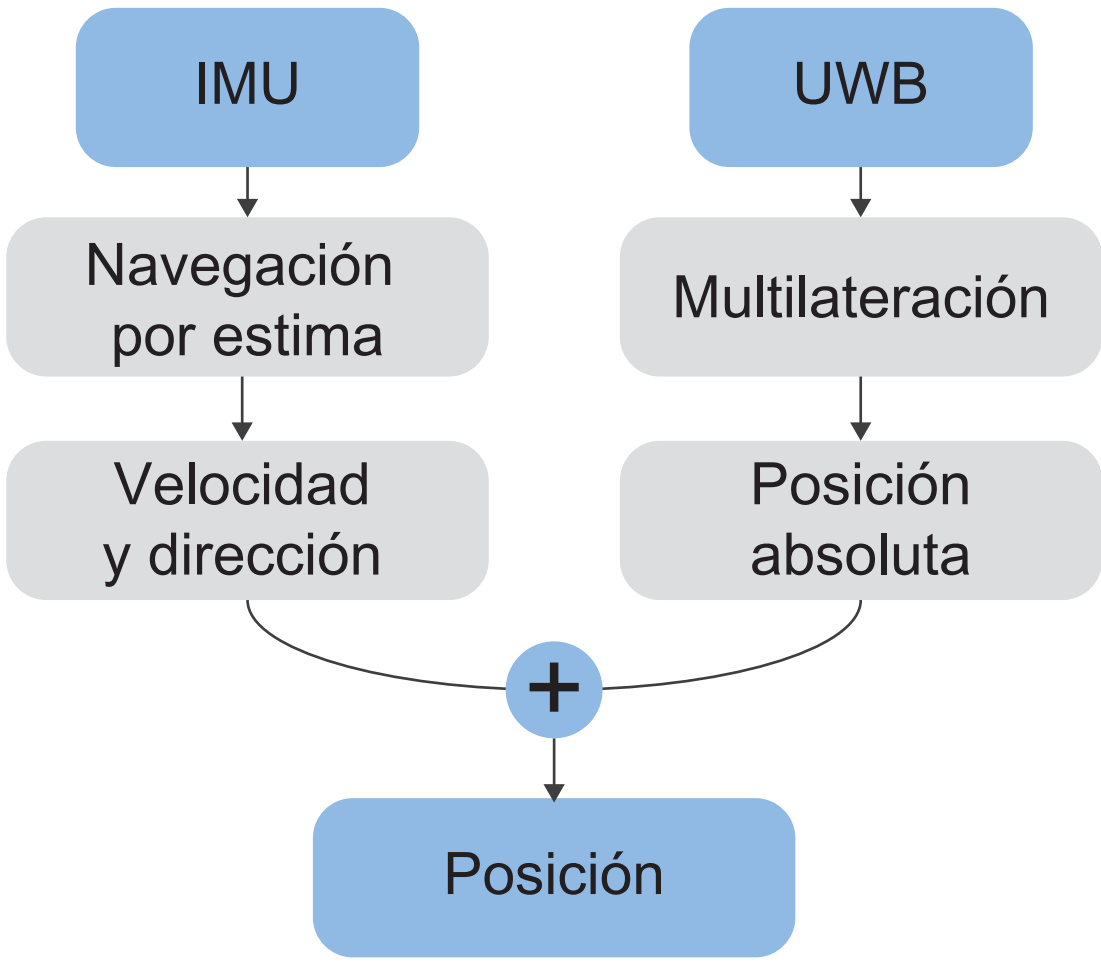 IMU
UWB
Navegación
por estima
Multilateración
Velocidad
y dirección
Posición
absoluta
+
Posición